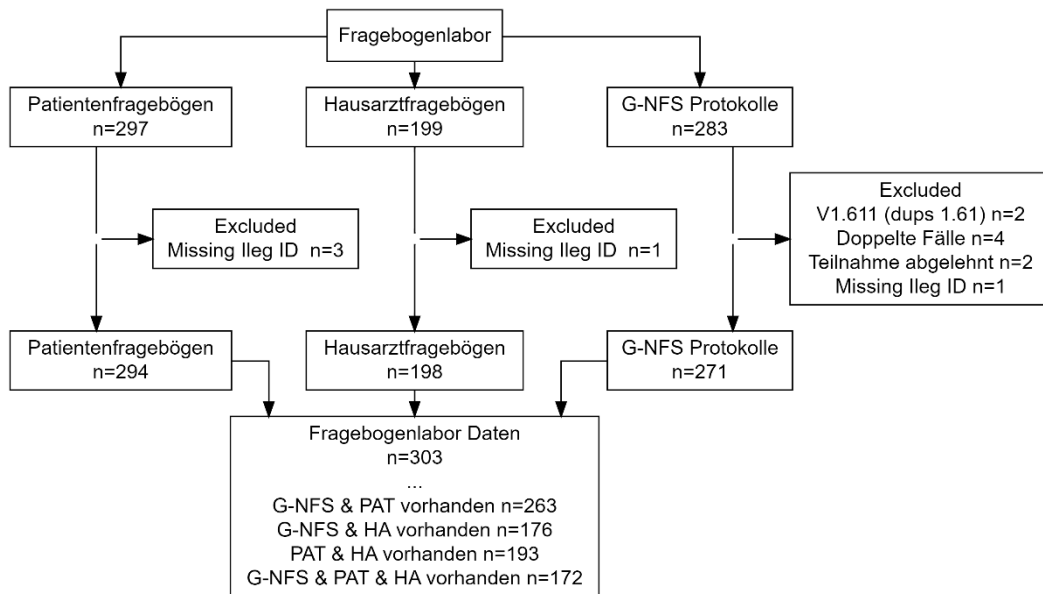 Fragebogenlabor
Patientenfragebögen
n=297
Hausarztfragebögen
n=199
G-NFS Protokolle
n=283
Excluded
Missing Ileg ID  n=3
Excluded
Missing Ileg ID  n=1
Excluded
V1.611 (dups 1.61) n=2
Doppelte Fälle n=4
Teilnahme abgelehnt n=2
Missing Ileg ID n=1
Patientenfragebögen
n=294
Hausarztfragebögen
n=198
G-NFS Protokolle
n=271
Fragebogenlabor Daten
n=303
...
G-NFS & PAT vorhanden n=263
G-NFS & HA vorhanden n=176
PAT & HA vorhanden n=193
G-NFS & PAT & HA vorhanden n=172